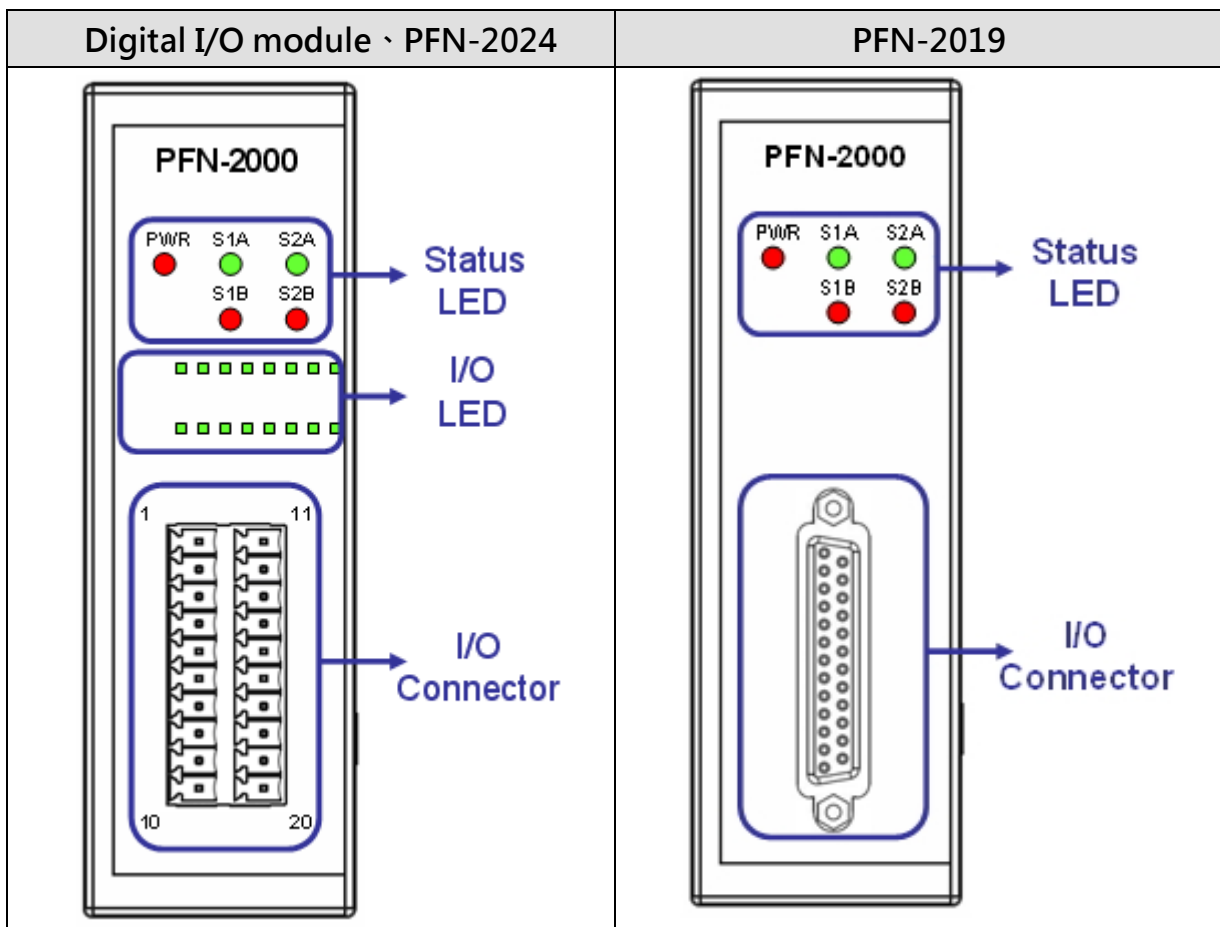 Digital I/O module、PFN-2024
PFN-2019
PFN-2000
PWR S1A S2A
S1B S2B
Status
LED
I/O
LED
1 11
10 20
I/O
Connector
PFN-2000
PWR S1A S2A
S1B S2B
Status
LED
I/O
Connector